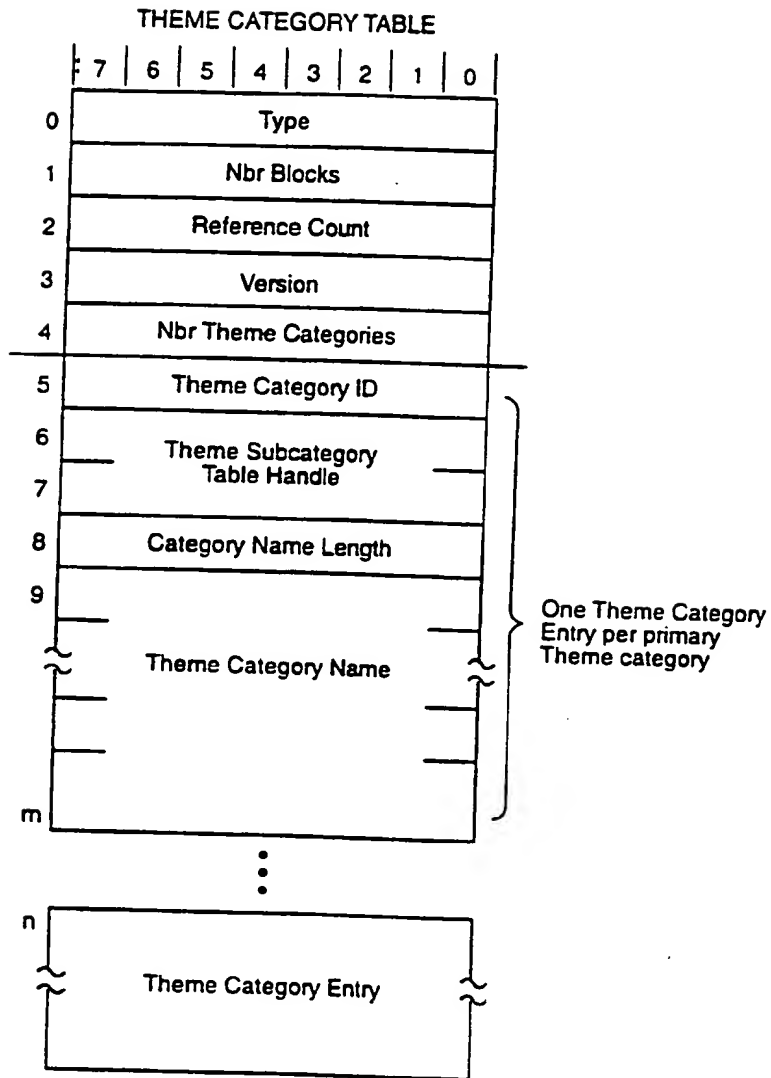 THEME CATEGORY TABLE
7 6 5 4 3 2 1 0
0 Type
1 Nbr Blocks
2 Reference Count
3 Version
4 Nbr Theme Categories
5 Theme Category ID
6
Theme Subcategory
Table Handle
7
8 Category Name Length
9
One Theme Category
Entry per primary
Theme category
Theme Category Name
m
n
Theme Category Entry